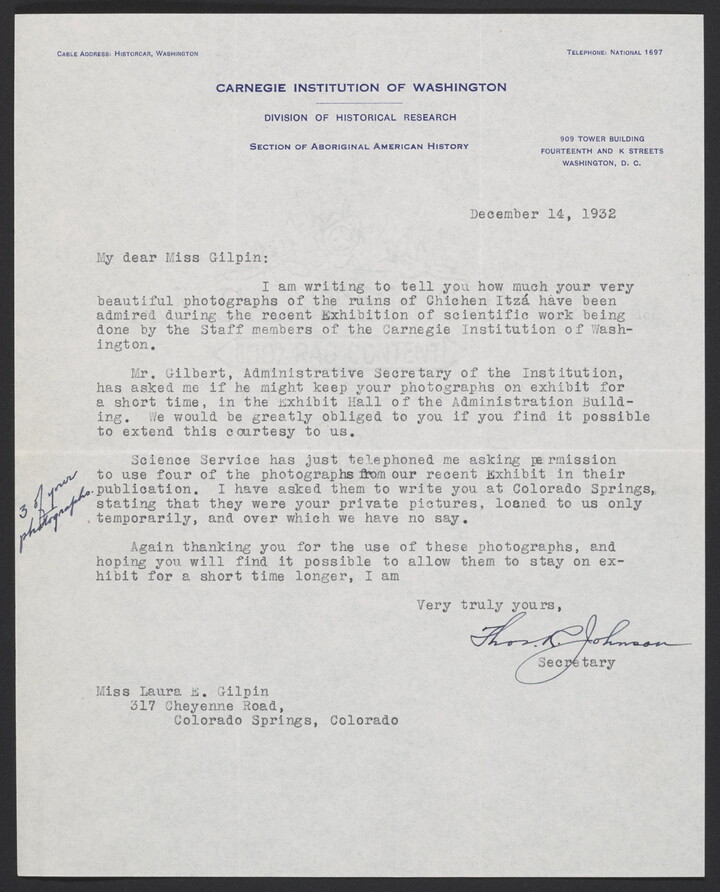 CABLE ADDRESS: HISTORCAR, WASHINGTON
TELEPHONE: NATIONAL 1697
CARNEGIE INSTITUTION OF WASHINGTON
DIVISION OF HISTORICAL RESEARCH
SECTION OF ABORIGINAL AMERICAN HISTORY
909 TOWER BUILDING
FOURTEENTH AND K STREETS
WASHINGTON, D. C.
December 14, 1932
My dear Miss Gilpin:
I am writing to tell you how much your very
beautiful photographs of the ruins of Chichen Itzá have been
admired during the recent Exhibition of scientific work being
done by the Staff members of the Carnegie Institution of Wash-
ington.
Mr. Gilbert, Administrative Secretary of the Institution,
has asked me if he might keep your photographs on exhibit for
a short time, in the Exhibit Hall of the Administration Build-
ing. We would be greatly obliged to you if you find it possible
to extend this courtesy to us.
Science Service has just telephoned me asking permission
to use four of the photographs from our recent Exhibit in their
publication. I have asked them to write you at Colorado Springs,
stating that they were your private pictures, loaned to us only
temporarily, and over which we have no say.
3 of your
photographs.
Again thanking you for the use of these photographs, and
hoping you will find it possible to allow them to stay on ex-
hibit for a short time longer, I am
Very truly yours,
Thos. R. Johnson
Secretary
Miss Laura E. Gilpin
317 Cheyenne Road,
Colorado Springs, Colorado